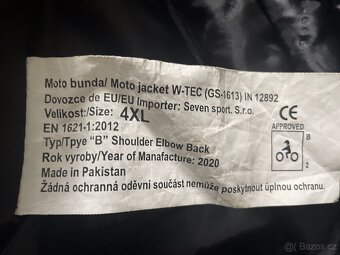 Moto bunda/ Moto jacket W-TEC (GS-1613) IN 12892
Dovozce de EU/EU Importer: Seven sport. S.r.o.
Velikost:/Size: 4XL
EN 1621-1:2012
Typ/Tpye "B" Shoulder Elbow Back
Rok vyroby/Year of Manafacture: 2020
Made in Pakistan
Žádná ochranná oděvní součást nemůže poskytnout úplnou ochranu.
CE
APPROVED
B
2
Bazos.cz